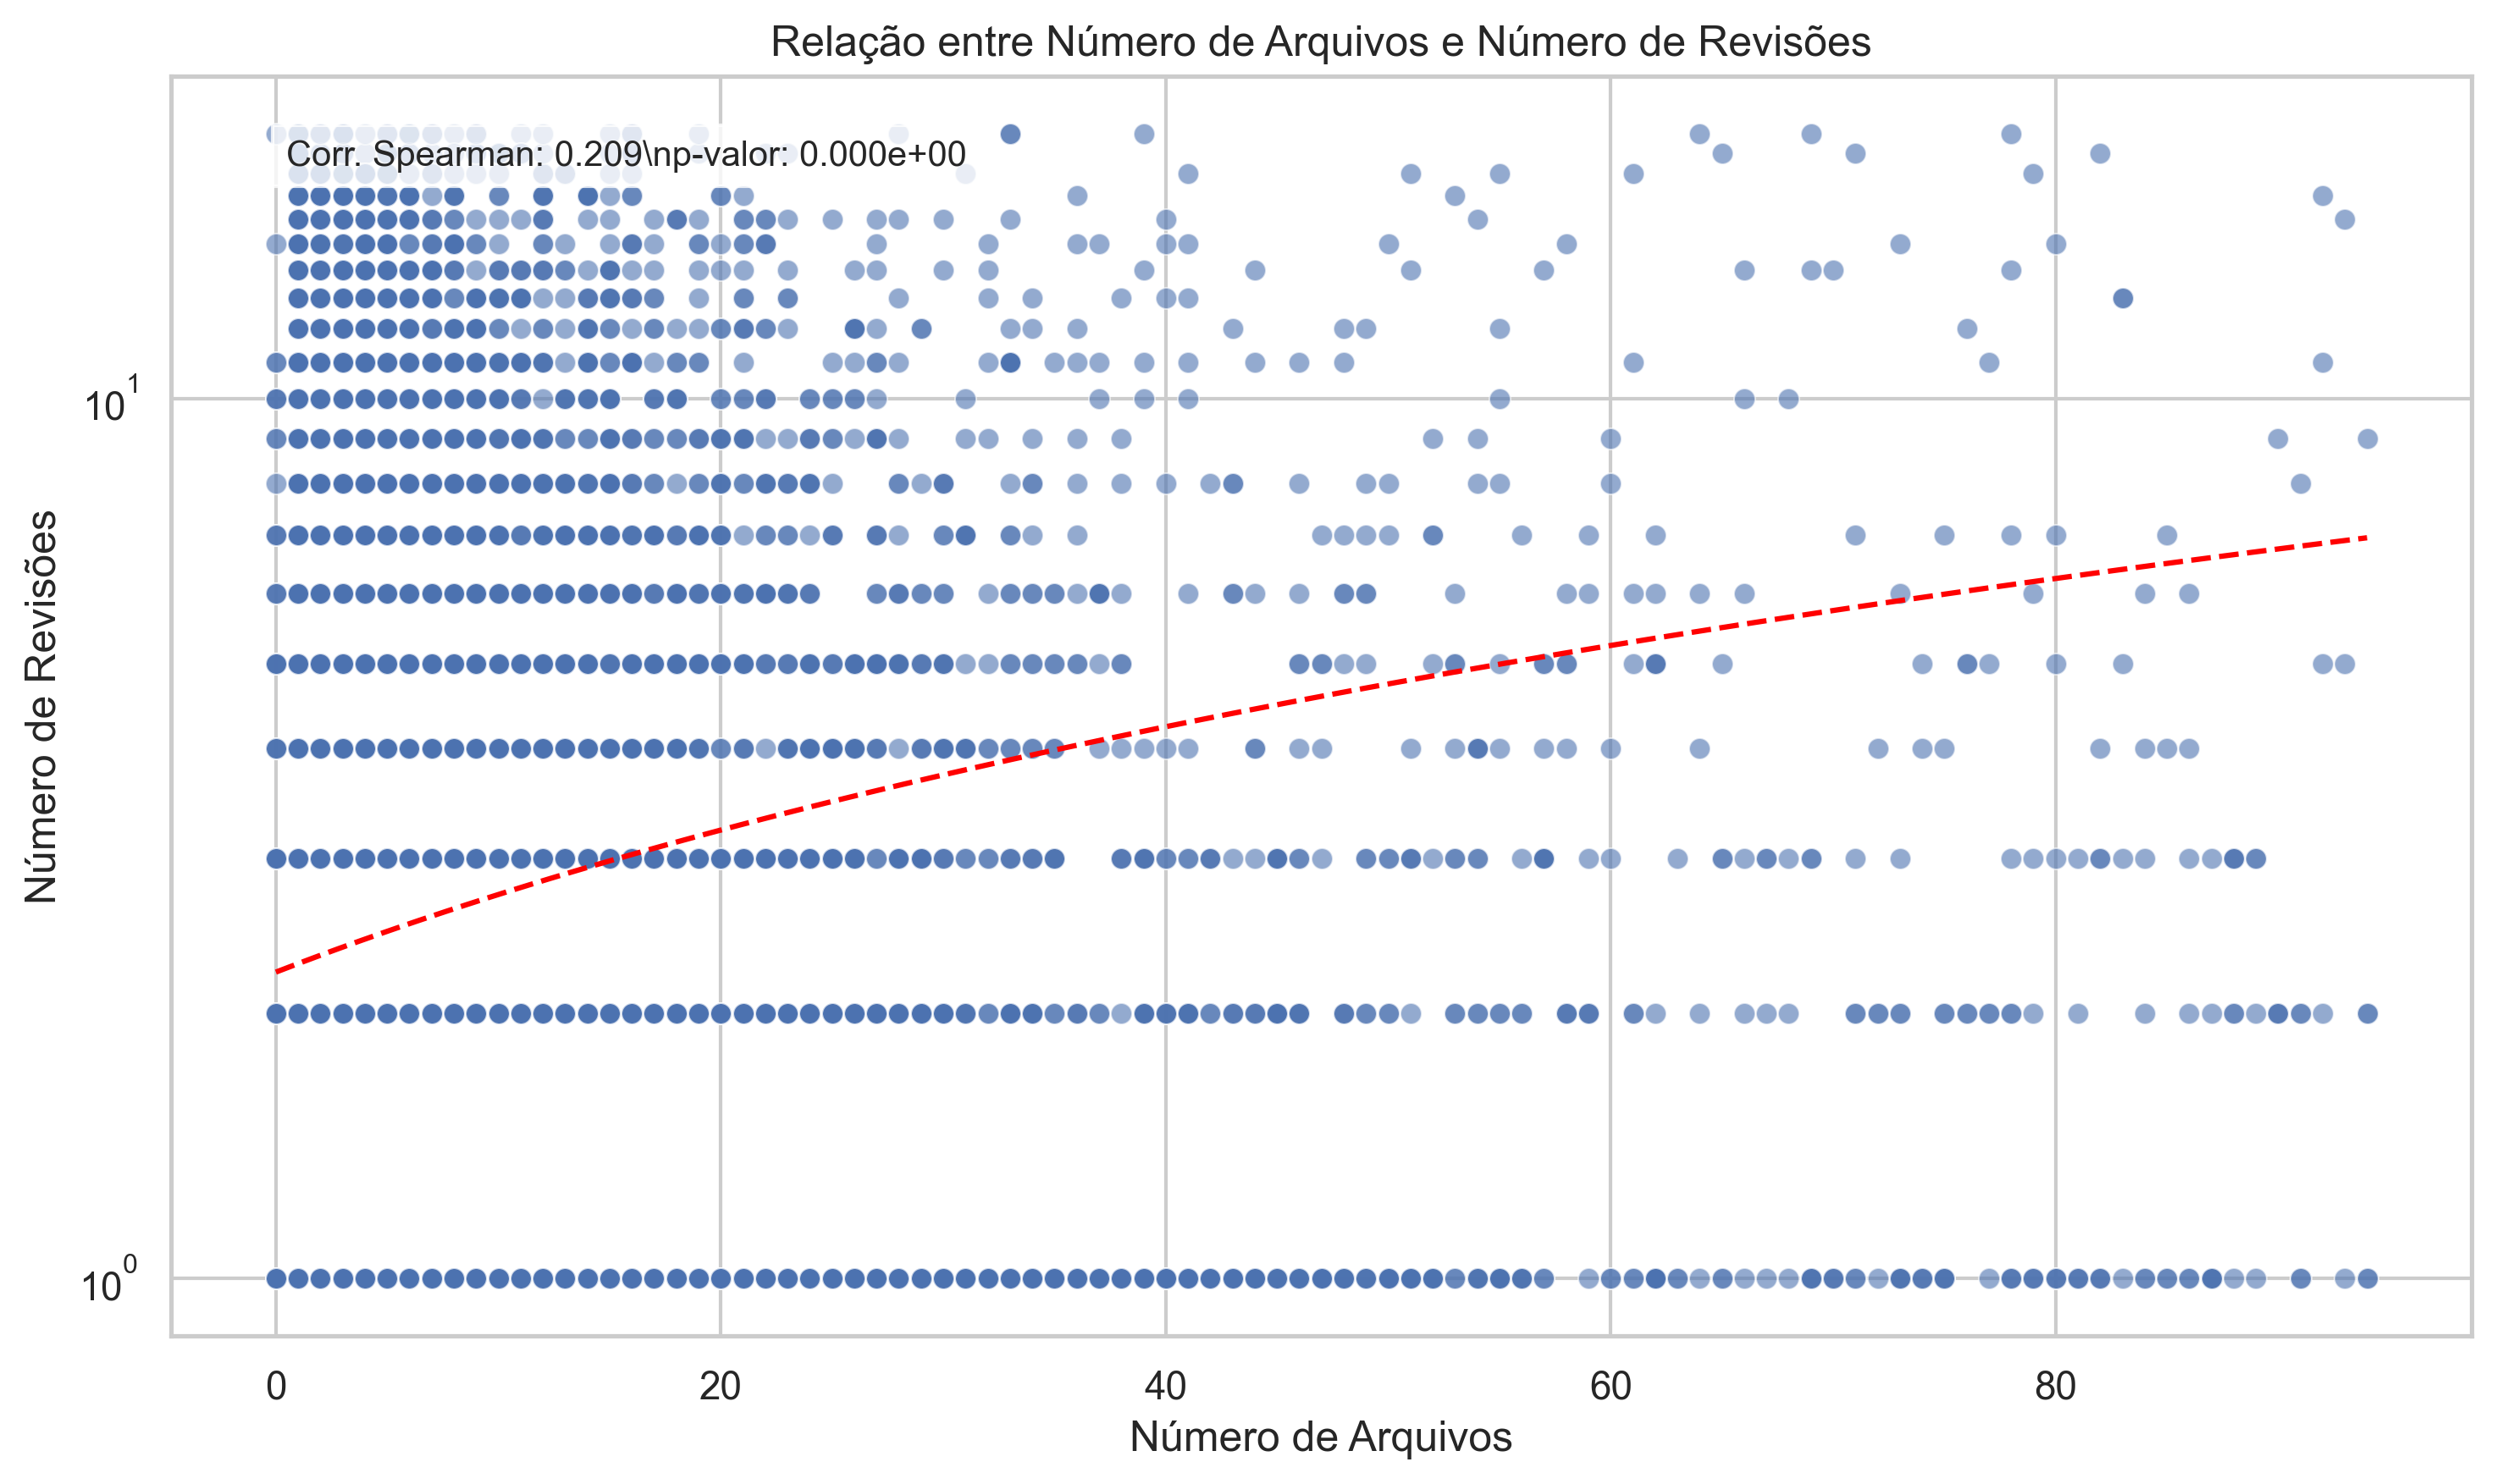 Relação entre Número de Arquivos e Número de Revisões
Corr. Spearman: 0.209\np-valor: 0.000e+00
Número de Revisões
10^1
10^0
0 20 40 60 80
Número de Arquivos